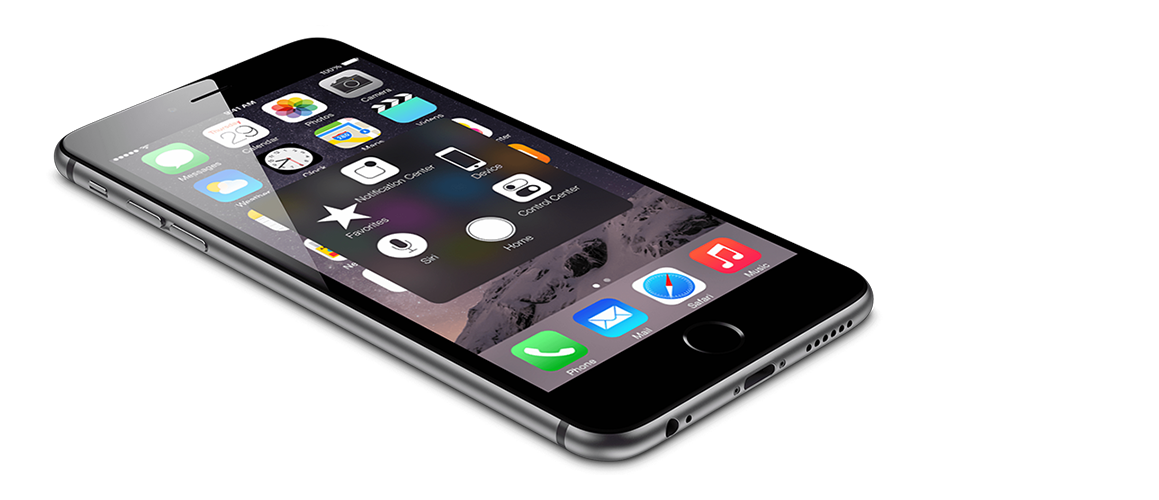 100%
41 AM
Camera
Photos
Calendar
29
Messages
Videos
Maps
280
Clock
Weather
Notification Center
Device
Control Center
Favorites
Siri
Home
Music
Safari
Mail
Phone